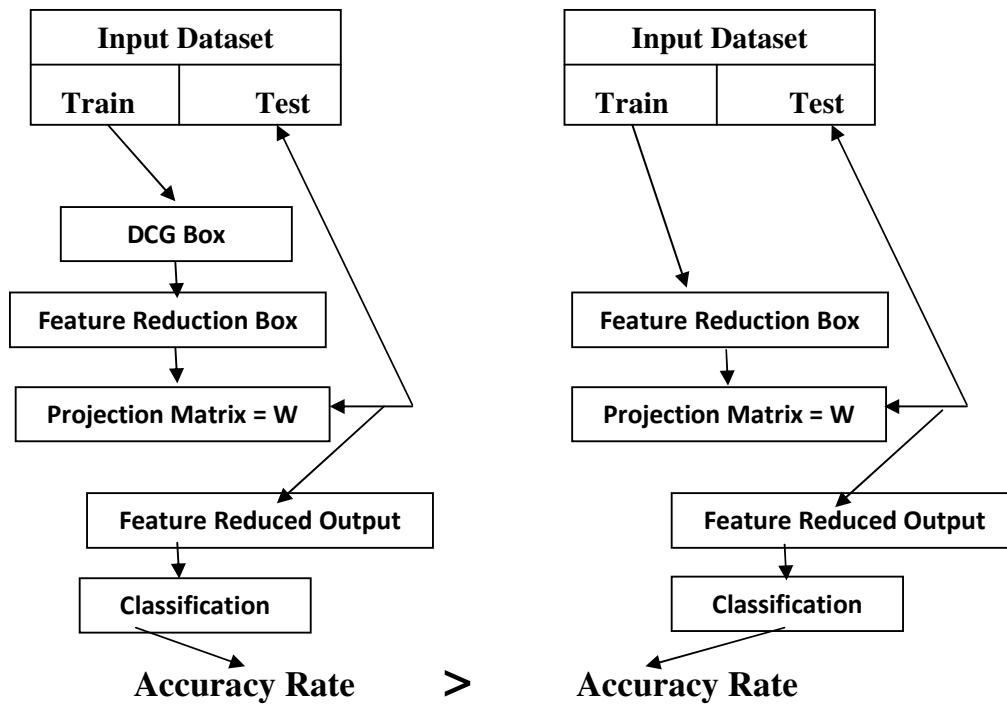 Input Dataset
Train Test
DCG Box
Feature Reduction Box
Projection Matrix = W
Feature Reduced Output
Classification
Accuracy Rate
>
Input Dataset
Train Test
Feature Reduction Box
Projection Matrix = W
Feature Reduced Output
Classification
Accuracy Rate